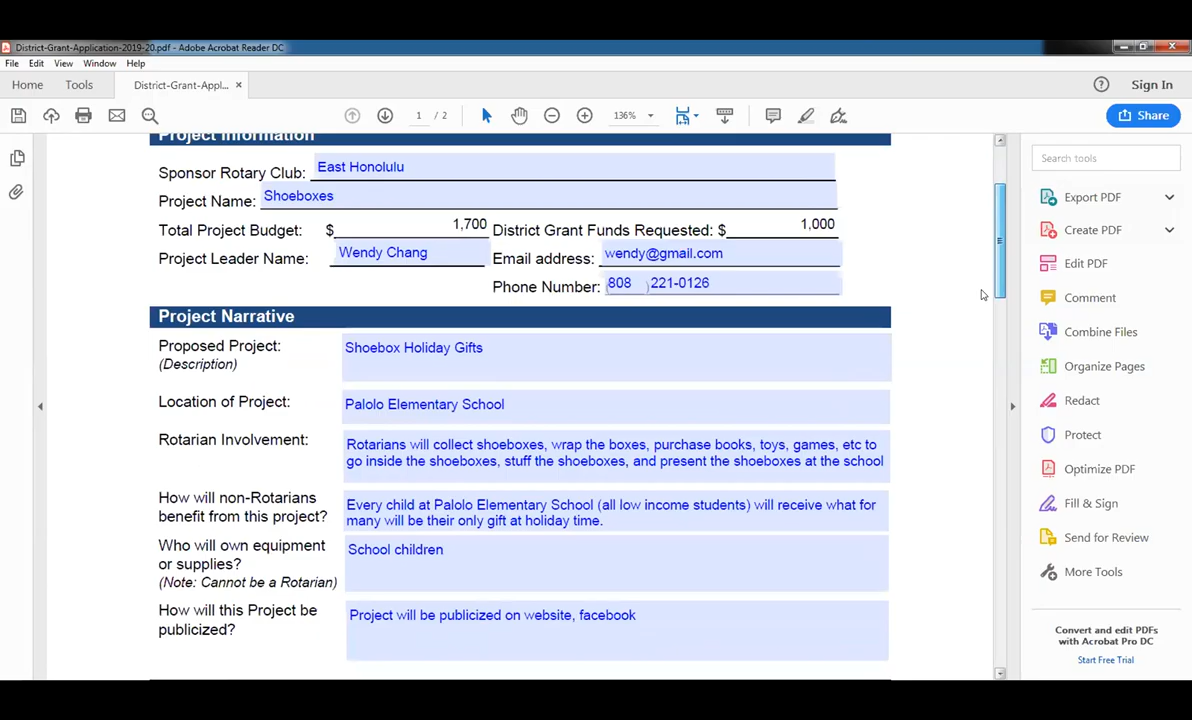 District-Grant-Application-2019-20.pdf - Adobe Acrobat Reader DC
File Edit View Window Help
Home Tools District-Grant-Appl... × Sign In
1 / 2 136% Share
Project Information
Sponsor Rotary Club: East Honolulu
Project Name: Shoeboxes
Total Project Budget: $ 1,700 District Grant Funds Requested: $ 1,000
Project Leader Name: Wendy Chang Email address: wendy@gmail.com
Phone Number: (808 ) 221-0126
Project Narrative
Proposed Project: Shoebox Holiday Gifts
(Description)
Location of Project: Palolo Elementary School
Rotarian Involvement: Rotarians will collect shoeboxes, wrap the boxes, purchase books, toys, games, etc to
go inside the shoeboxes, stuff the shoeboxes, and present the shoeboxes at the school
How will non-Rotarians Every child at Palolo Elementary School (all low income students) will receive what for
benefit from this project? many will be their only gift at holiday time.
Who will own equipment School children
or supplies?
(Note: Cannot be a Rotarian)
How will this Project be Project will be publicized on website, facebook
publicized?
Search tools
Export PDF
Create PDF
Edit PDF
Comment
Combine Files
Organize Pages
Redact
Protect
Optimize PDF
Fill & Sign
Send for Review
More Tools
Convert and edit PDFs
with Acrobat Pro DC
Start Free Trial